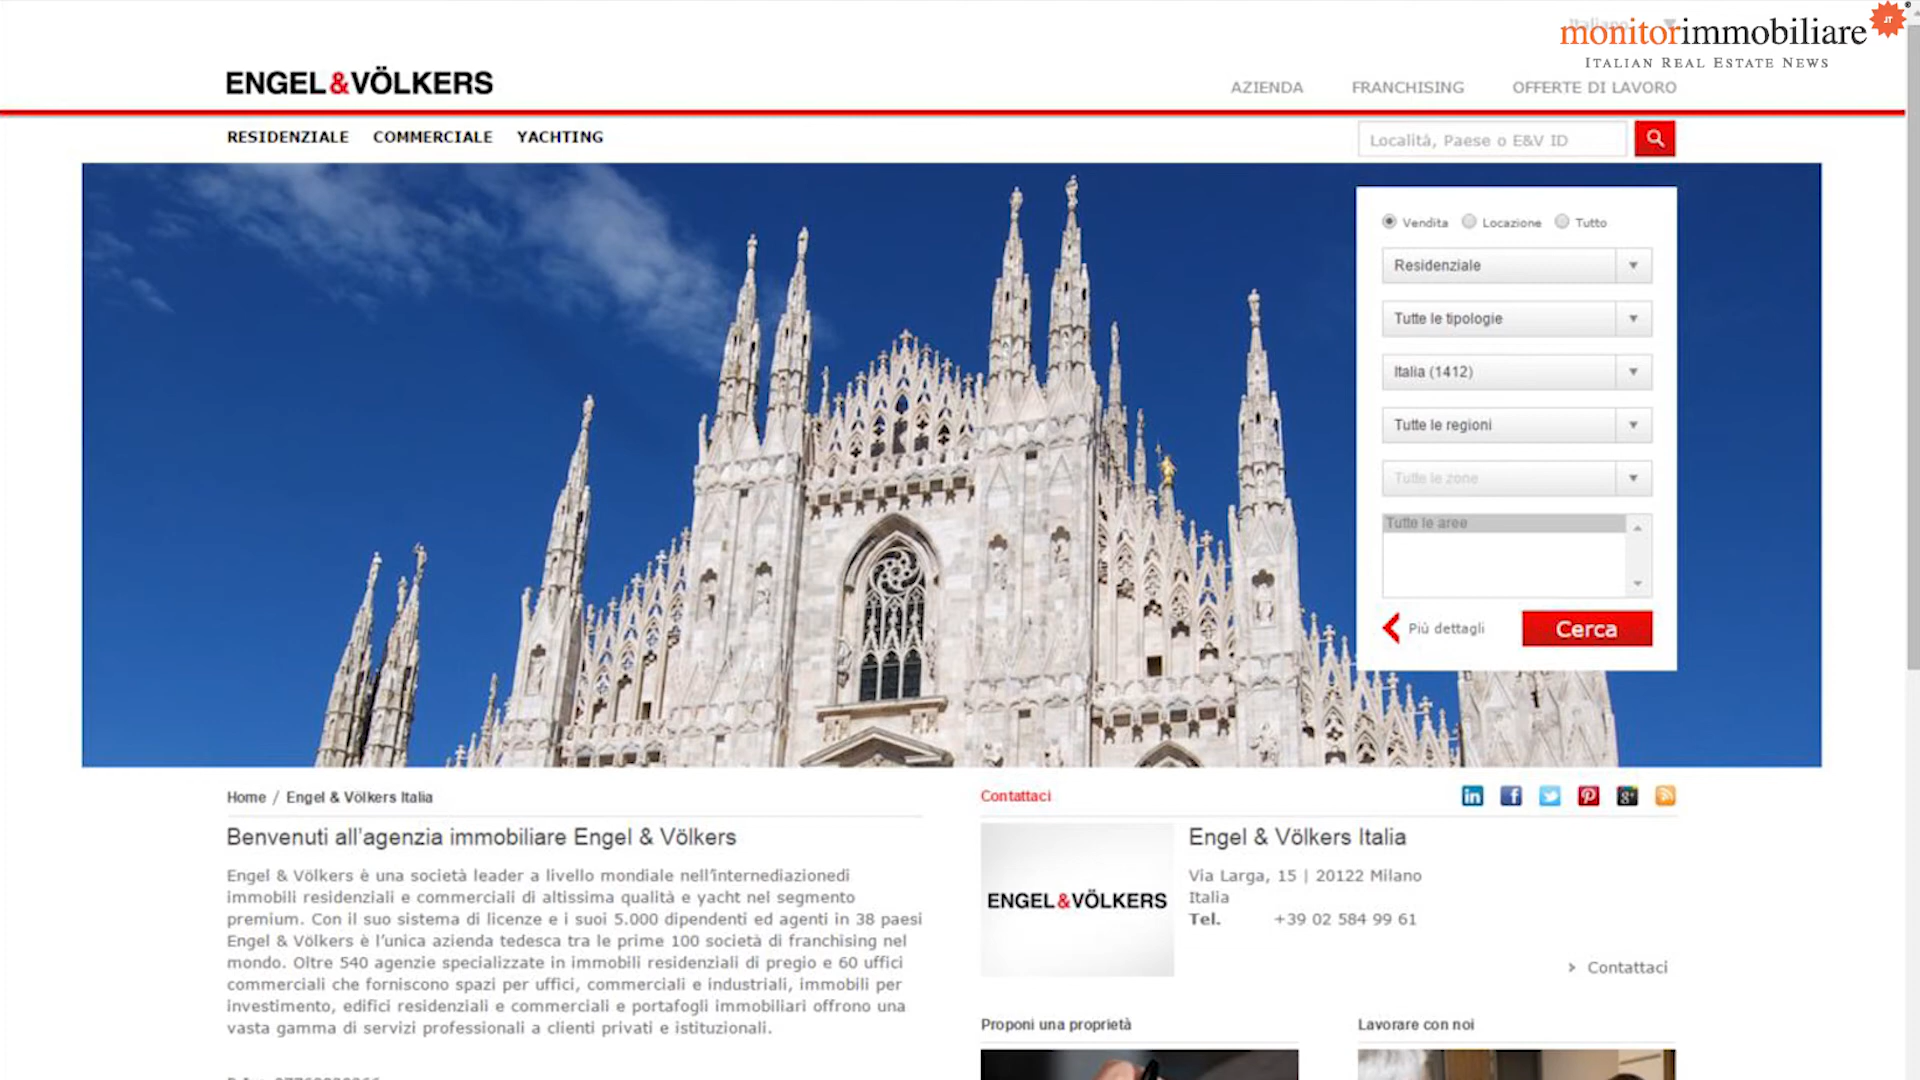 monitorimmobiliare
ITALIAN REAL ESTATE NEWS
ENGEL&VÖLKERS
AZIENDA FRANCHISING OFFERTE DI LAVORO
RESIDENZIALE COMMERCIALE YACHTING
Località, Paese o E&V ID
Vendita Locazione Tutto
Residenziale
Tutte le tipologie
Italia (1412)
Tutte le regioni
Tutte le zone
Tutte le aree
Più dettagli
Cerca
Home / Engel & Völkers Italia
Benvenuti all'agenzia immobiliare Engel & Völkers
Engel & Völkers è una società leader a livello mondiale nell'internediazionedi
immobili residenziali e commerciali di altissima qualità e yacht nel segmento
premium. Con il suo sistema di licenze e i suoi 5.000 dipendenti ed agenti in 38 paesi
Engel & Völkers è l'unica azienda tedesca tra le prime 100 società di franchising nel
mondo. Oltre 540 agenzie specializzate in immobili residenziali di pregio e 60 uffici
commerciali che forniscono spazi per uffici, commerciali e industriali, immobili per
investimento, edifici residenziali e commerciali e portafogli immobiliari offrono una
vasta gamma di servizi professionali a clienti privati e istituzionali.
Contattaci
ENGEL&VÖLKERS
Engel & Völkers Italia
Via Larga, 15 | 20122 Milano
Italia
Tel. +39 02 584 99 61
Contattaci
Proponi una proprietà
Lavorare con noi